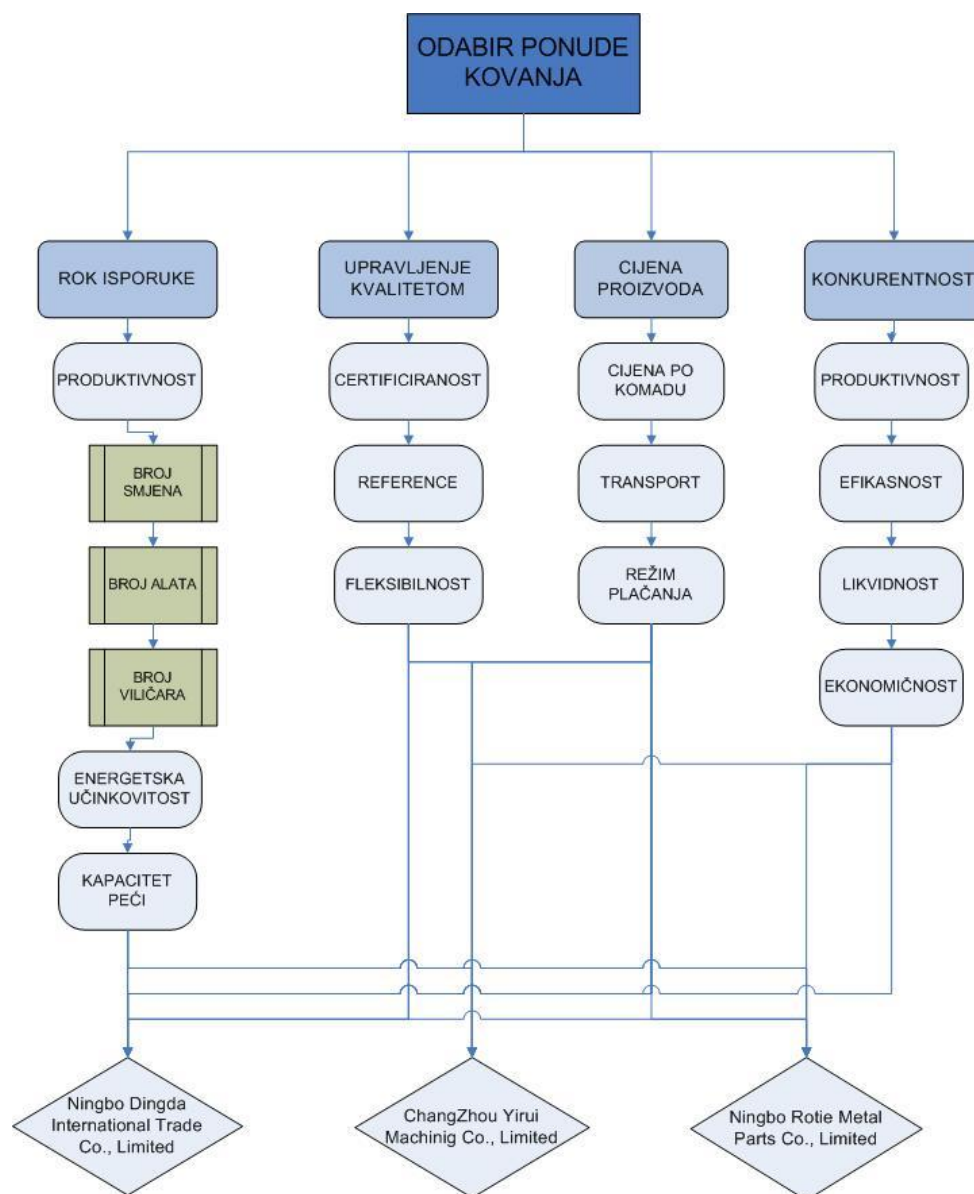 ODABIR PONUDE
KOVANJA
ROK ISPORUKE
UPRAVLJENJE
KVALITETOM
CIJENA
PROIZVODA
KONKURENTNOST
PRODUKTIVNOST
CERTIFICIRANOST
CIJENA PO
KOMADU
PRODUKTIVNOST
BROJ
SMJENA
REFERENCE
TRANSPORT
EFIKASNOST
BROJ ALATA
FLEKSIBILNOST
REŽIM
PLAČANJA
LIKVIDNOST
BROJ
VILIČARA
EKONOMIČNOST
ENERGETSKA
UČINKOVITOST
KAPACITET
PEĆI
Ningbo Dingda
International Trade
Co., Limited
ChangZhou Yirui
Machinig Co., Limited
Ningbo Rotie Metal
Parts Co., Limited